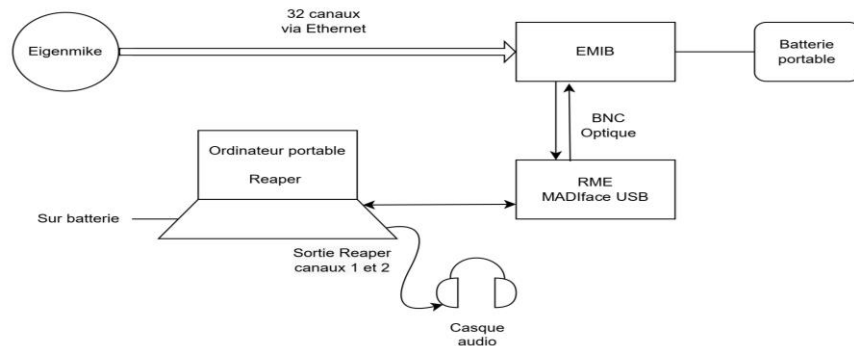 32 canaux
via Ethernet
Eigenmike
EMIB
Batterie
portable
BNC
Optique
Ordinateur portable
Reaper
RME
MADIface USB
Sur batterie
Sortie Reaper
canaux 1 et 2
Casque
audio